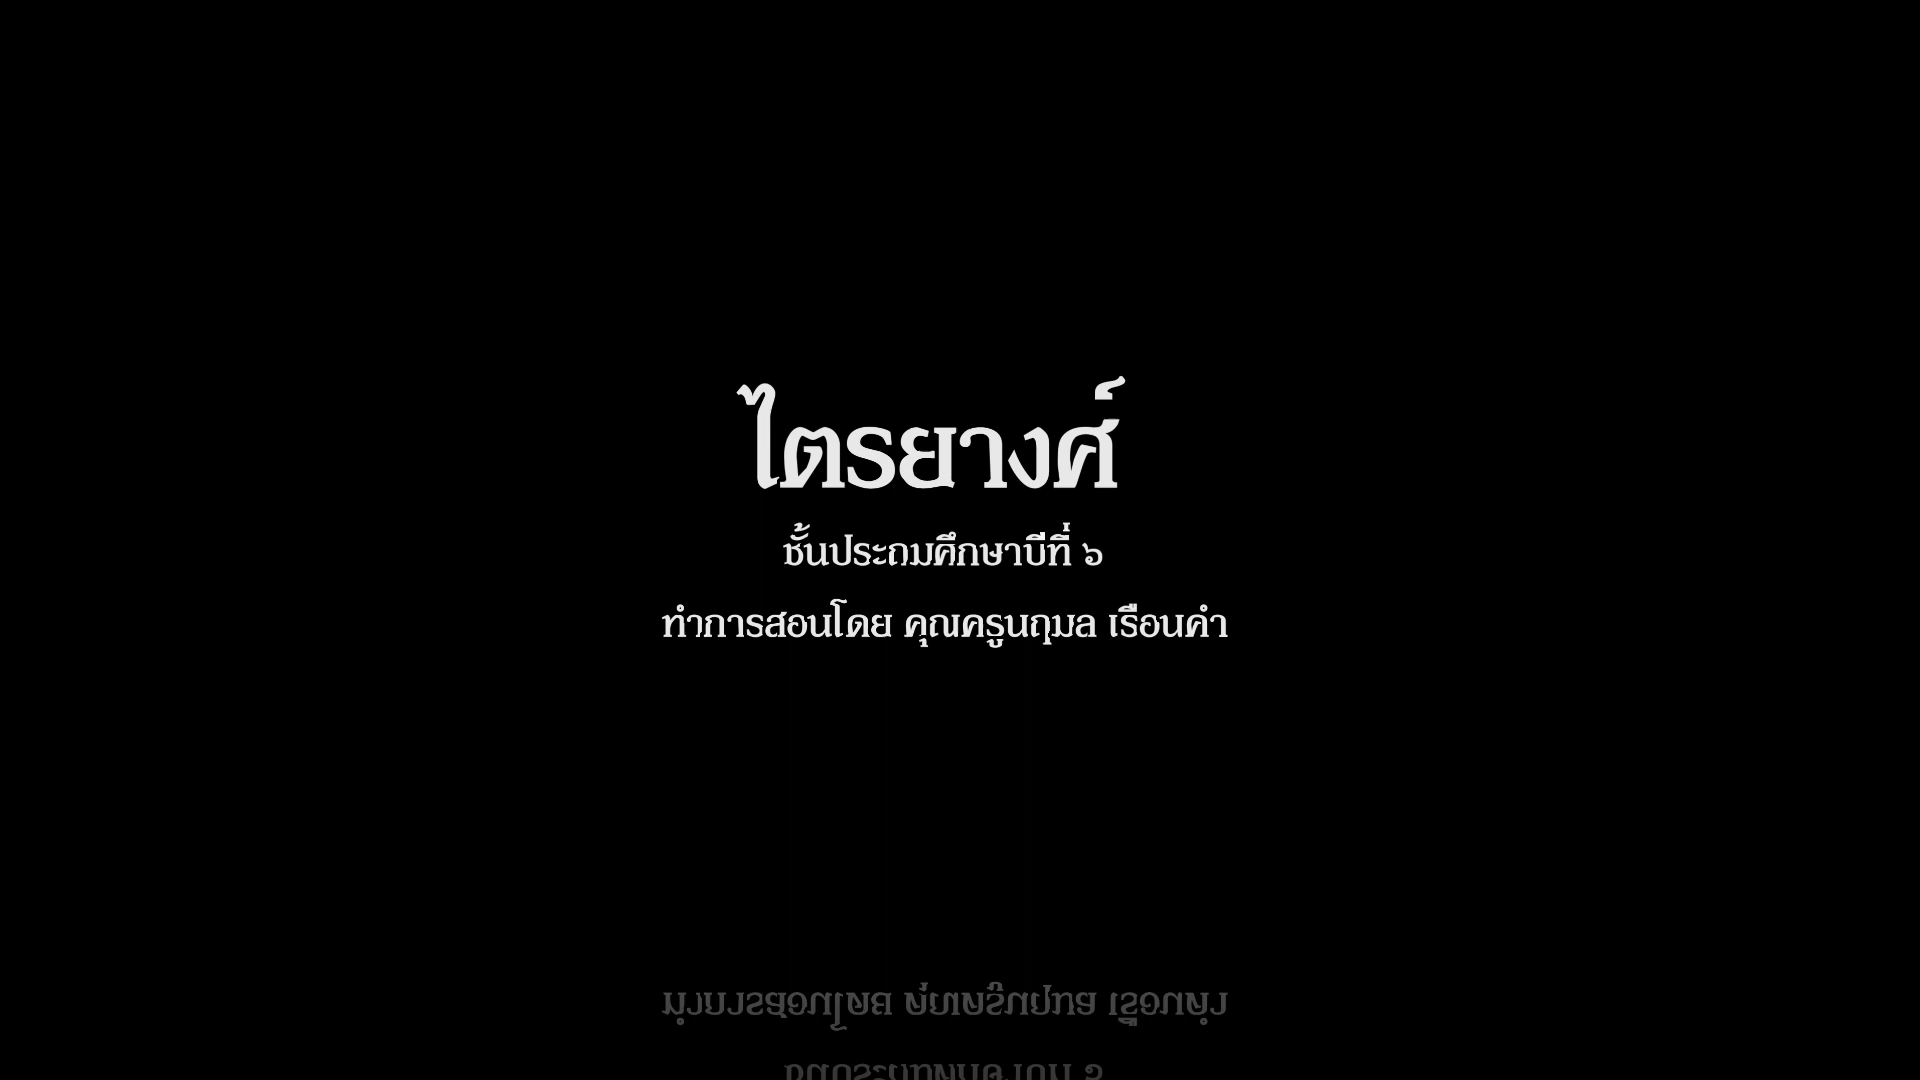 ไตรยางศ์
ชั้นประถมศึกษาปีที่ ๖
ทำการสอนโดย คุณครูนฤมล เรือนคำ